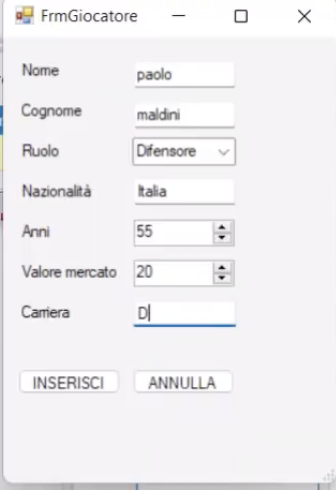 FrmGiocatore
Nome paolo
Cognome maldini
Ruolo Difensore
Nazionalità Italia
Anni 55
Valore mercato 20
Carriera D
INSERISCI ANNULLA